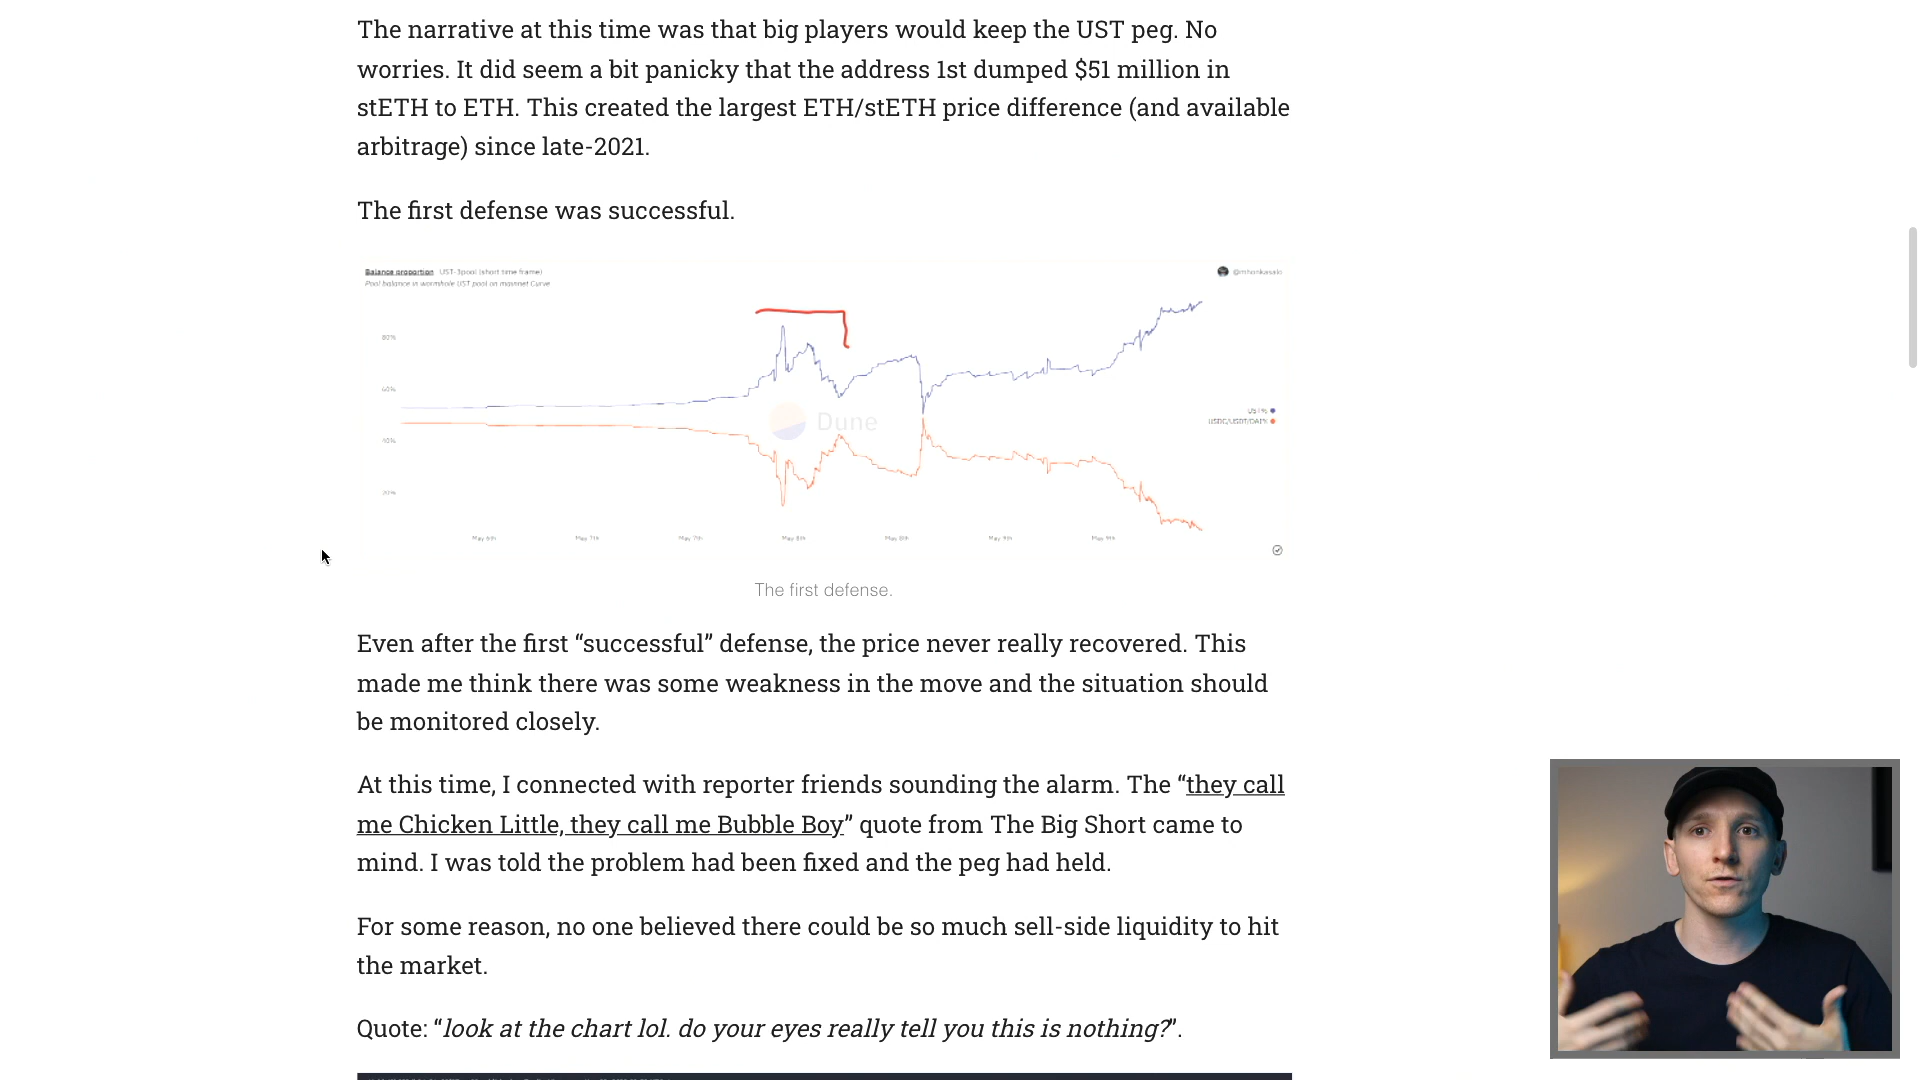 The narrative at this time was that big players would keep the UST peg. No
worries. It did seem a bit panicky that the address 1st dumped $51 million in
stETH to ETH. This created the largest ETH/stETH price difference (and available
arbitrage) since late-2021.
The first defense was successful.
Balance proportion UST-3pool (short time frame)
@mhonkasalo
Pool balance in wormhole UST pool on mainnet Curve
80%
60%
Dune
UST%
USDC/USDT/DAI%
40%
20%
May 6th May 7th May 7th May 8th May 8th May 9th May 9th
The first defense.
Even after the first “successful” defense, the price never really recovered. This
made me think there was some weakness in the move and the situation should
be monitored closely.
At this time, I connected with reporter friends sounding the alarm. The “they call
me Chicken Little, they call me Bubble Boy” quote from The Big Short came to
mind. I was told the problem had been fixed and the peg had held.
For some reason, no one believed there could be so much sell-side liquidity to hit
the market.
Quote: “look at the chart lol. do your eyes really tell you this is nothing?”.